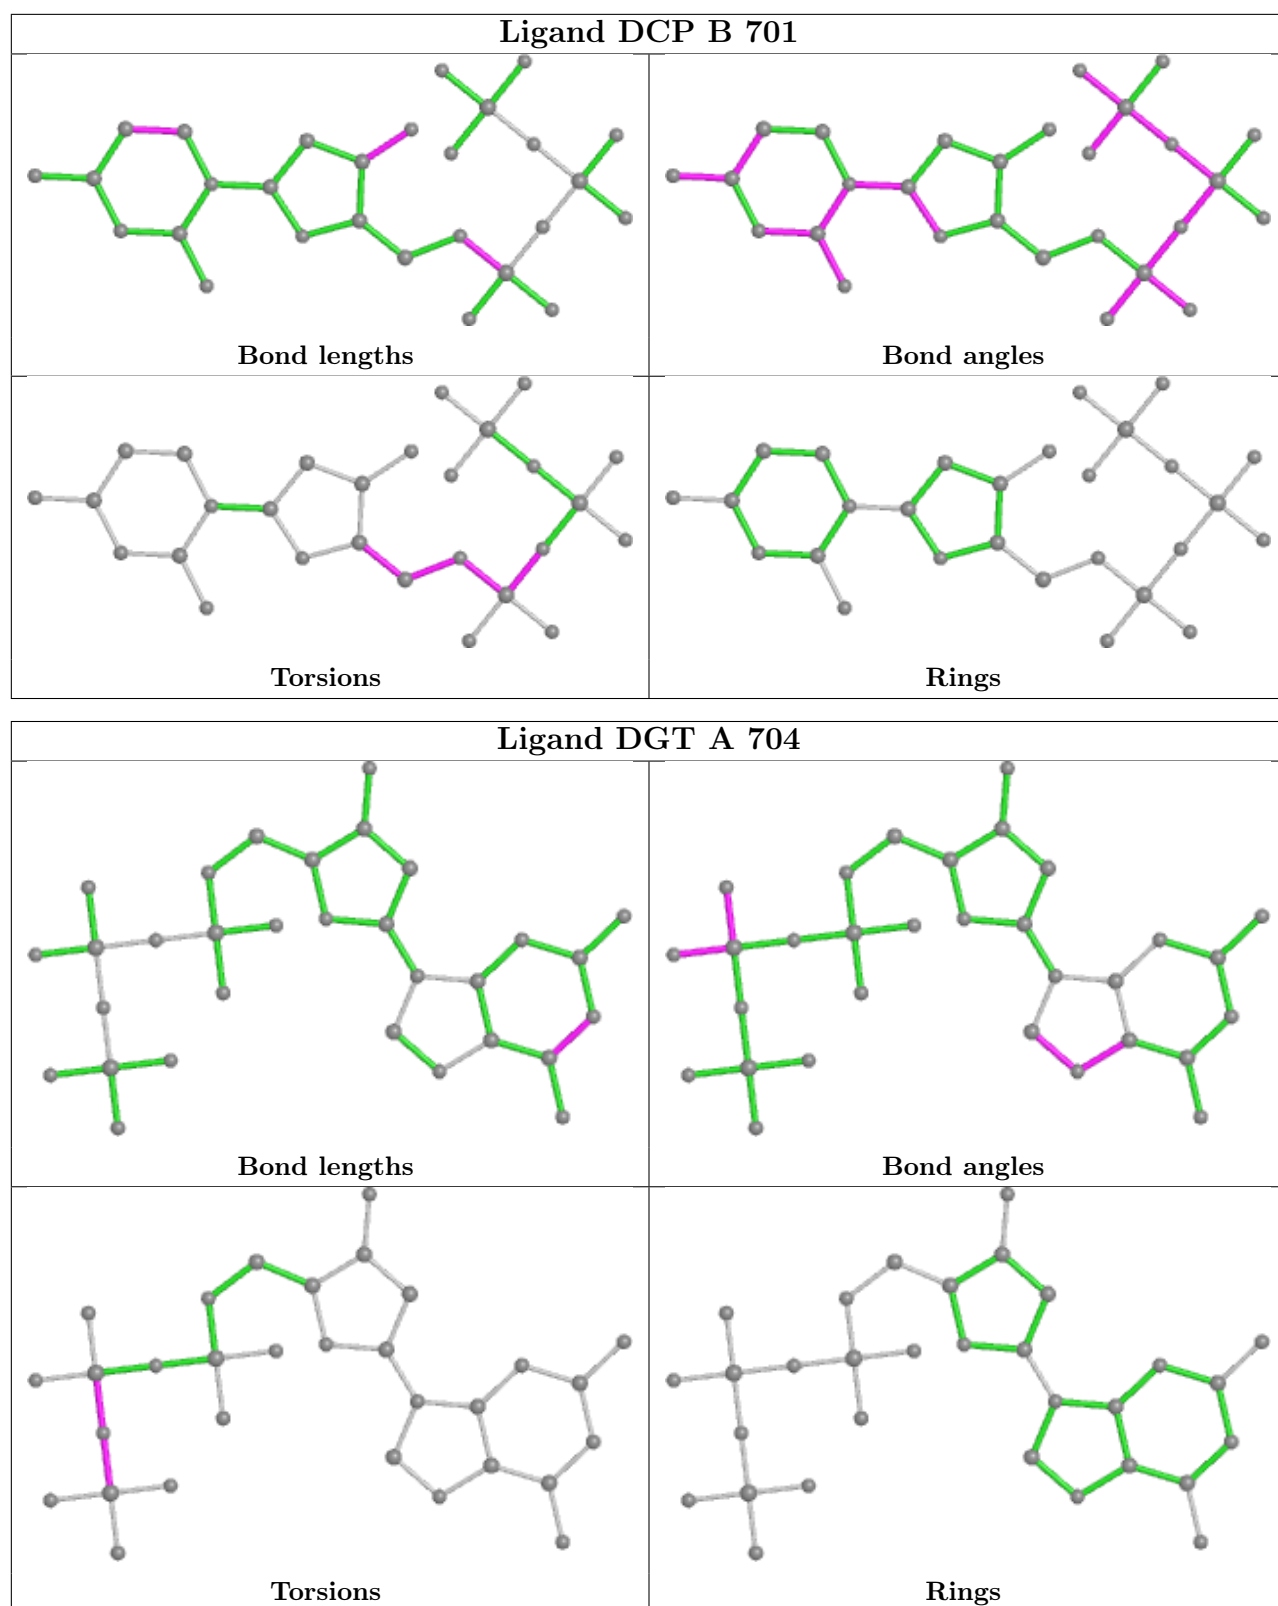 Ligand DCP B 701
Bond lengths
Bond angles
Torsions
Rings
Ligand DGT A 704
Bond lengths
Bond angles
Torsions
Rings